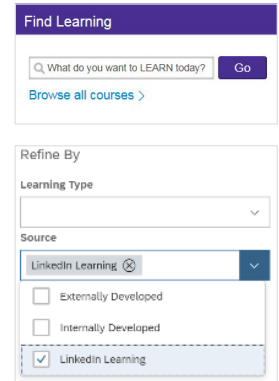 Find Learning
What do you want to LEARN today? Go
Browse all courses >
Refine By
Learning Type
Source
LinkedIn Learning
Externally Developed
Internally Developed
LinkedIn Learning